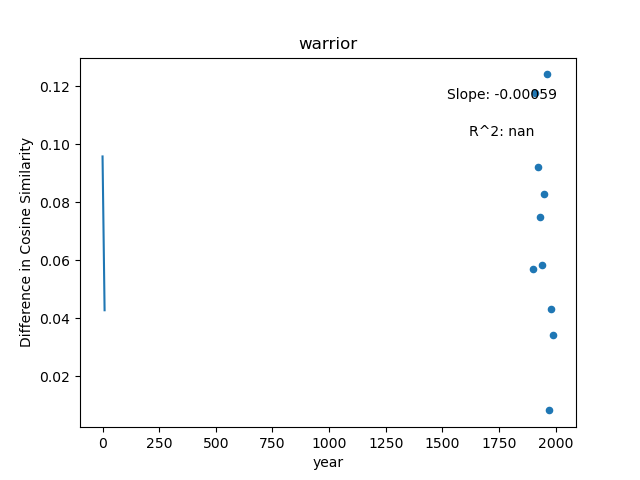 warrior
Slope: -0.00059
R^2: nan
Difference in Cosine Similarity
0.12
0.10
0.08
0.06
0.04
0.02
0 250 500 750 1000 1250 1500 1750 2000
year